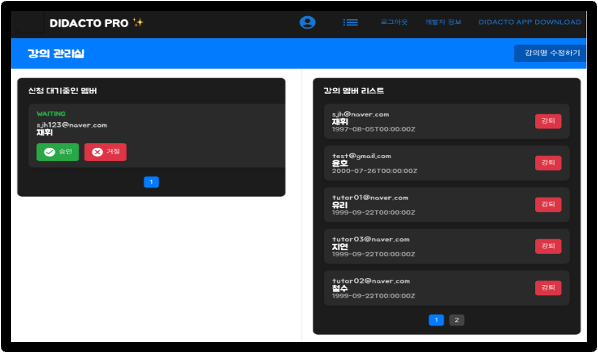 DIDACTO PRO ✨
로그아웃 개발자 정보 DIDACTO APP DOWNLOAD
강의 관리실
강의명 수정하기
신청 대기중인 멤버
WAITING
sjh123@naver.com
재휘
승인 거절
1
강의 멤버 리스트
sjh@naver.com
재휘
1997-08-05T00:00:00Z
강퇴
test@gmail.com
윤호
2000-07-26T00:00:00Z
강퇴
tutor01@naver.com
유리
1999-09-22T00:00:00Z
강퇴
tutor03@naver.com
지연
1999-09-22T00:00:00Z
강퇴
tutor02@naver.com
철수
1999-09-22T00:00:00Z
강퇴
1 2